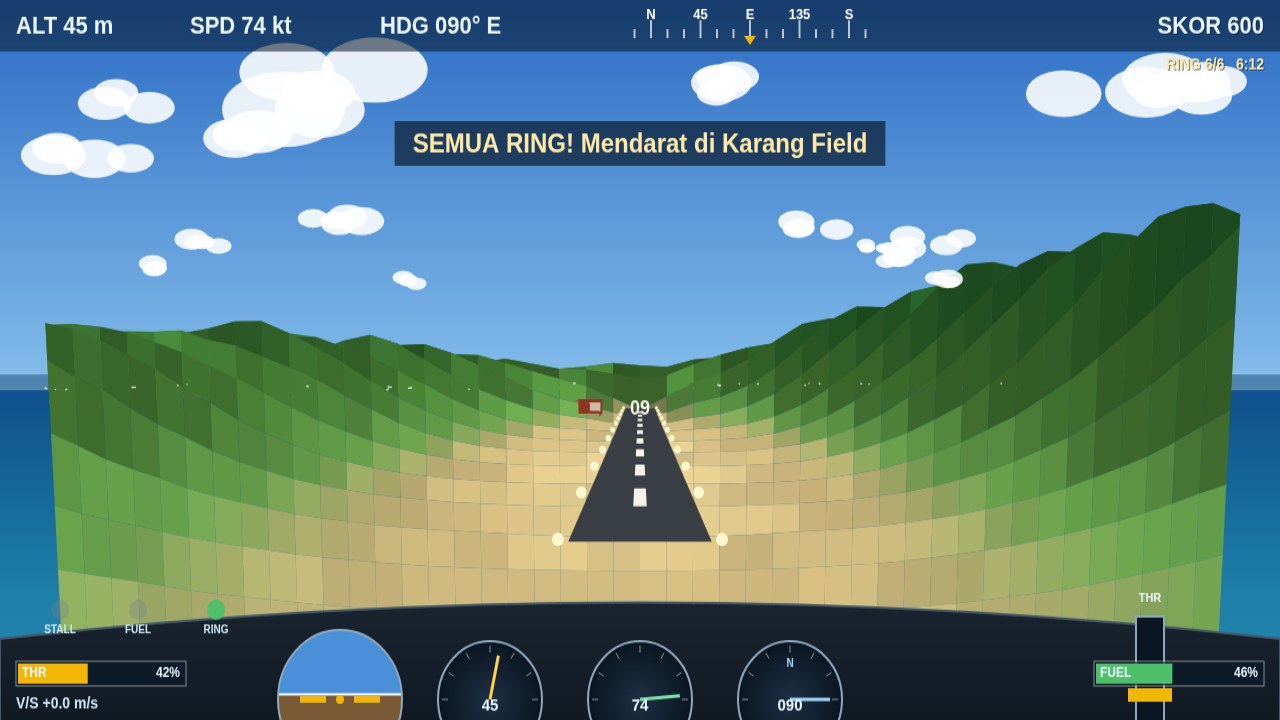 ALT 45 m SPD 74 kt HDG 090° E N 45 E 135 S SKOR 600
RING 6/6 6:12
SEMUA RING! Mendarat di Karang Field
09
THR
STALL FUEL RING
THR 42% FUEL 46%
N
V/S +0.0 m/s 45 74 090